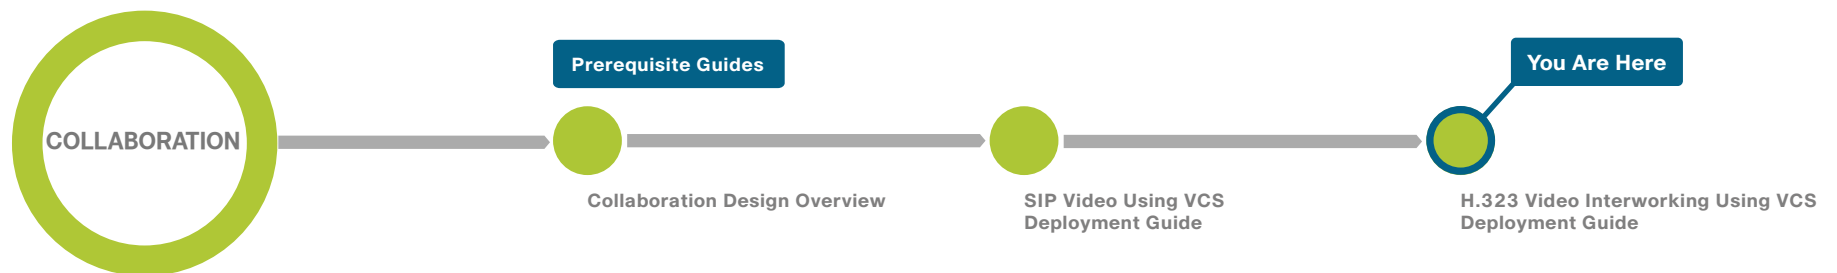 COLLABORATION
Prerequisite Guides
You Are Here
Collaboration Design Overview
SIP Video Using VCS
Deployment Guide
H.323 Video Interworking Using VCS
Deployment Guide